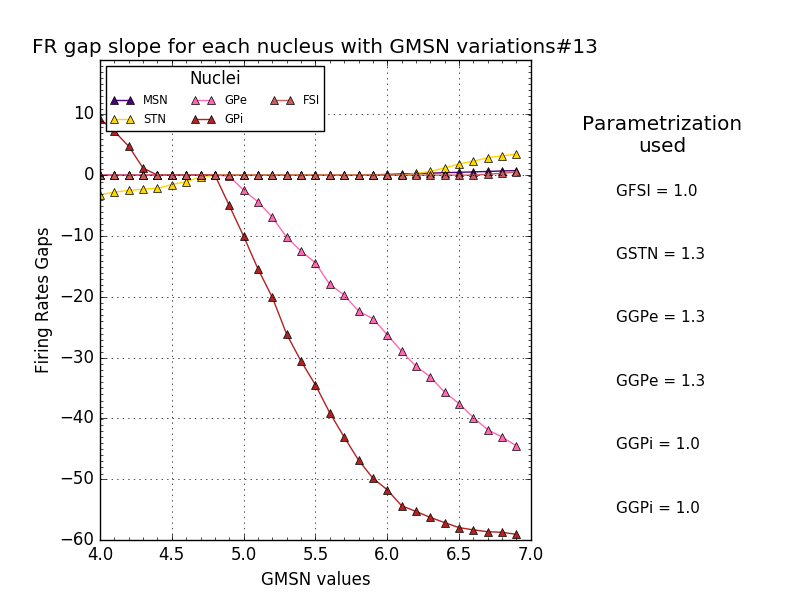 FR gap slope for each nucleus with GMSN variations#13
Nuclei
MSN GPe FSI
STN GPi
10
0
−10
−20
−30
−40
−50
−60
Firing Rates Gaps
4.0 4.5 5.0 5.5 6.0 6.5 7.0
GMSN values
Parametrization
used
GFSI = 1.0
GSTN = 1.3
GGPe = 1.3
GGPe = 1.3
GGPi = 1.0
GGPi = 1.0